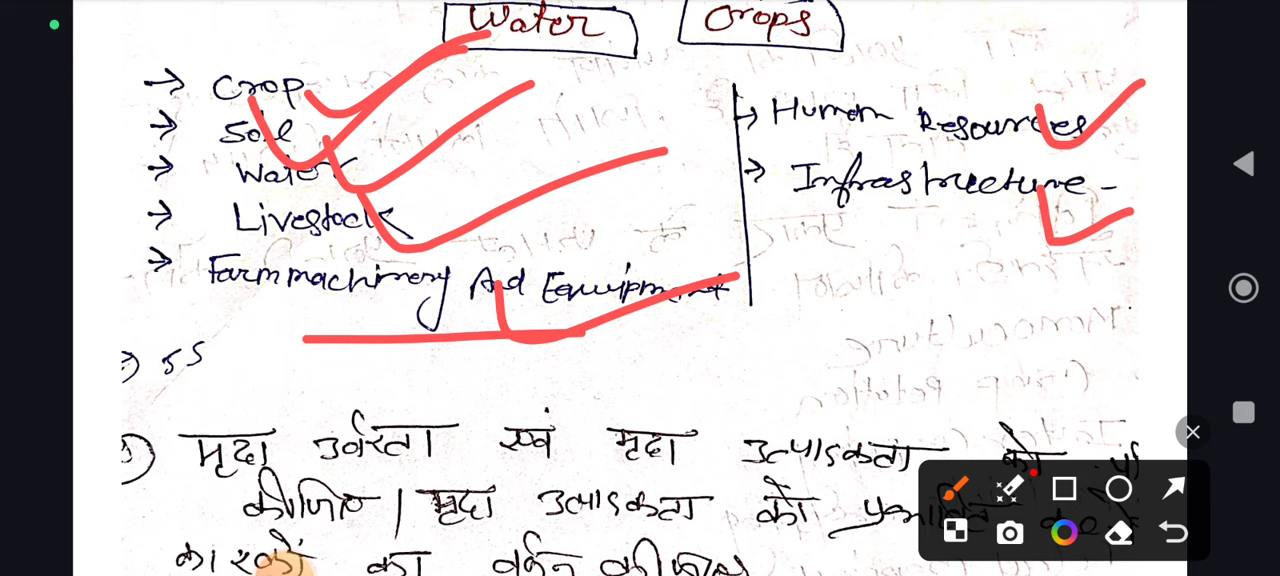 Water Crops
→ Crop
→ Soil
→ Water
→ Livestock
→ Farm machinery And Equipment
→ Human Resources
→ Infrastructure -
→ 55
मृदा उर्वरता एवं मृदा उत्पादकता को
कीजिए | मृदा उत्पादकता को
कारकों का वर्णन कीजिए